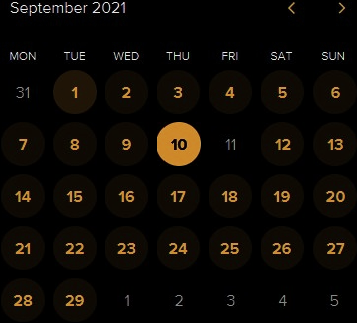 September 2021
MON TUE WED THU FRI SAT SUN
31 1 2 3 4 5 6
7 8 9 10 11 12 13
14 15 16 17 18 19 20
21 22 23 24 25 26 27
28 29 1 2 3 4 5